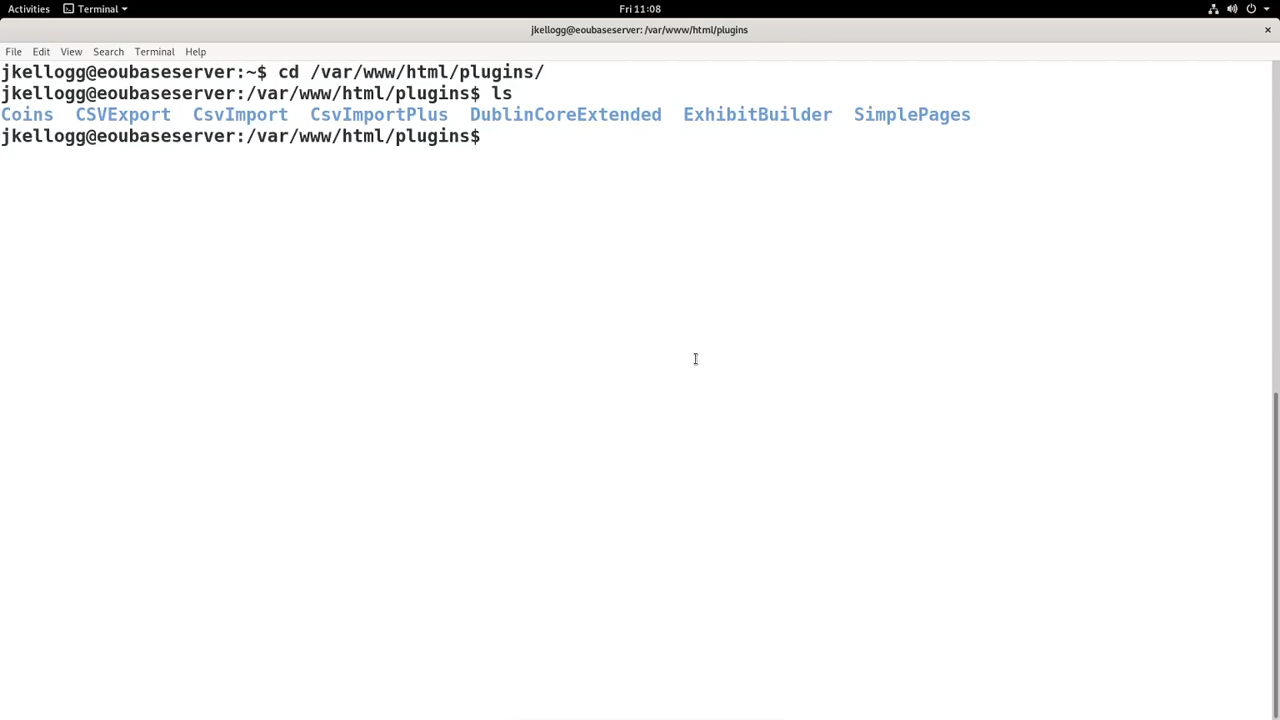 Activities Terminal Fri 11:08
jkellogg@eoubaseserver: /var/www/html/plugins
File Edit View Search Terminal Help
jkellogg@eoubaseserver:~$ cd /var/www/html/plugins/
jkellogg@eoubaseserver:/var/www/html/plugins$ ls
Coins CSVExport CsvImport CsvImportPlus DublinCoreExtended ExhibitBuilder SimplePages
jkellogg@eoubaseserver:/var/www/html/plugins$